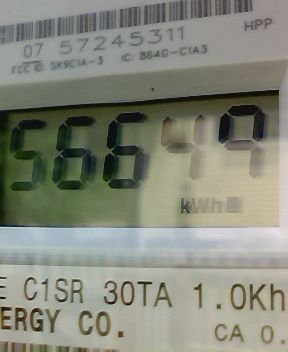 HPP
07 57245311
FCC ID: SK9C1A-3 IC: 864G-C1A3
56649
kWh
E C1SR 30TA 1.0Kh
ERGY CO.
CA 0.